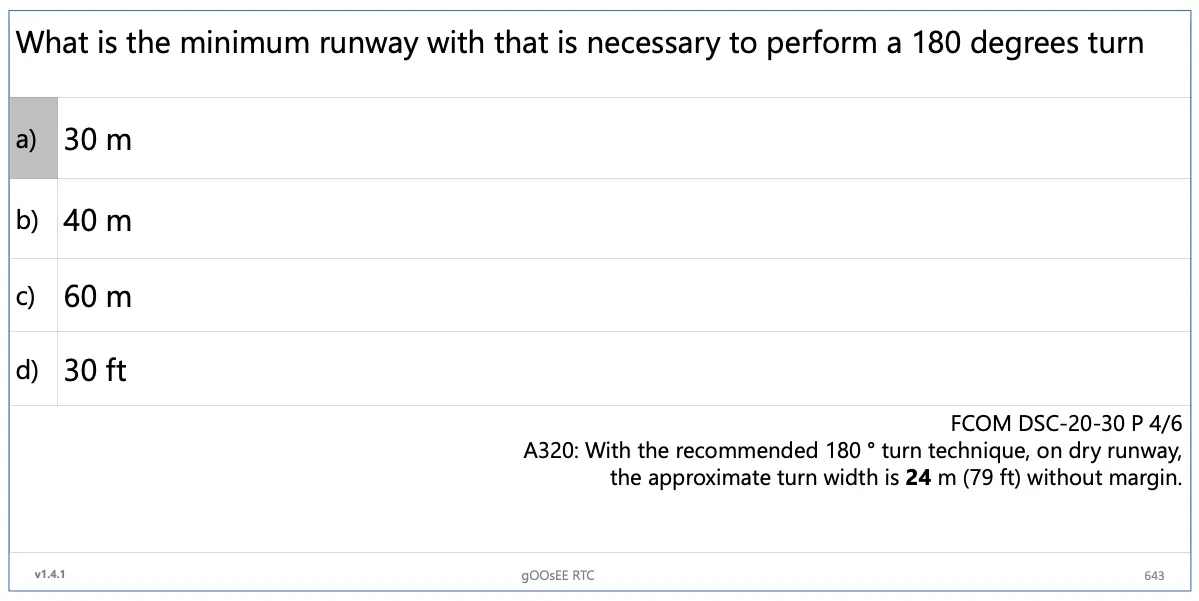 What is the minimum runway with that is necessary to perform a 180 degrees turn
a) 30 m
b) 40 m
c) 60 m
d) 30 ft
FCOM DSC-20-30 P 4/6
A320: With the recommended 180 ° turn technique, on dry runway,
the approximate turn width is 24 m (79 ft) without margin.
v1.4.1 gOOsEE RTC 643